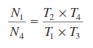 N₁/N₄ = T₂ × T₄/T₁ × T₃